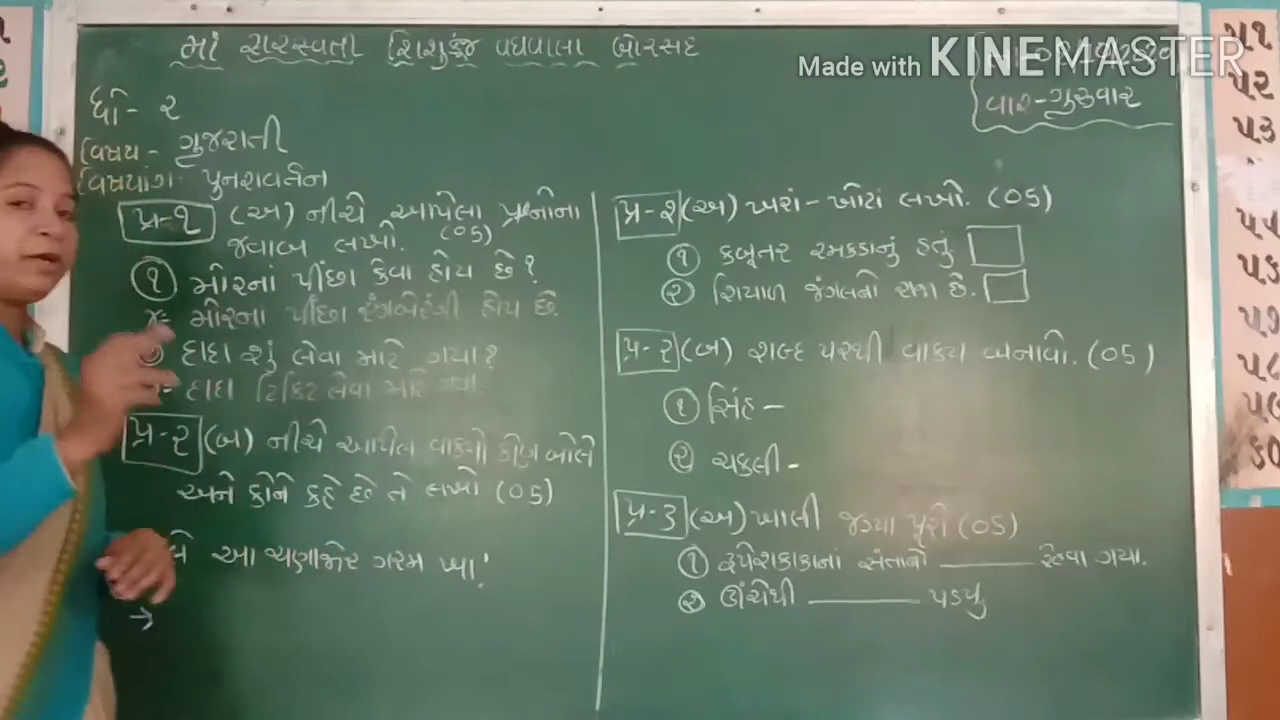 માં સરસ્વતી શિશુકુંજ વઘવાલા બોરસદ
Made with KINEMASTER
વાર-ગુરુવાર
ધો- ૨
વિષય- ગુજરાતી
વિષયાંગ- પુનરાવર્તન
પ્ર-૧ (અ) નીચે આપેલા પ્રશ્નોના
જવાબ લખો. (૦૫)
૧ મોરનાં પીંછા કેવા હોય છે?
મોરના પીંછા રંગબેરંગી હોય છે.
દાદા શું લેવા માટે ગયા?
દાદા ટિકિટ લેવા માટે ગયા.
પ્ર-૨ (બ) નીચે આપેલ વાક્યો કોણ બોલે
અને કોને કહે છે તે લખો (૦૫)
લે આ ચણાજોર ગરમ ખા!
→
પ્ર-૨ (અ) ખરાં - ખોટાં લખો. (૦૫)
૧ કબૂતર રમકડાનું હતું
૨ શિયાળ જંગલનો રાજા છે.
પ્ર-૨ (બ) શબ્દ પરથી વાક્ય બનાવો. (૦૫)
૧ સિંહ -
૨ ચકલી -
પ્ર-૩ (અ) ખાલી જગ્યા પૂરો (૦૫)
૧ રૂપેશકાકાનાં સંતાનો ______ રહેવા ગયા.
૨ ઊંચેથી ______ પડ્યું
૫૧
૫૨
૫૩
૫૫
૫૬
૫૭
૫૮
૫૯
૬૦